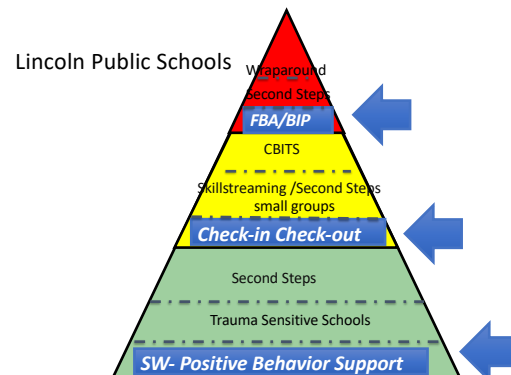 Lincoln Public Schools
Wraparound
Second Steps
FBA/BIP
CBITS
Skillstreaming /Second Steps
small groups
Check-in Check-out
Second Steps
Trauma Sensitive Schools
SW- Positive Behavior Support